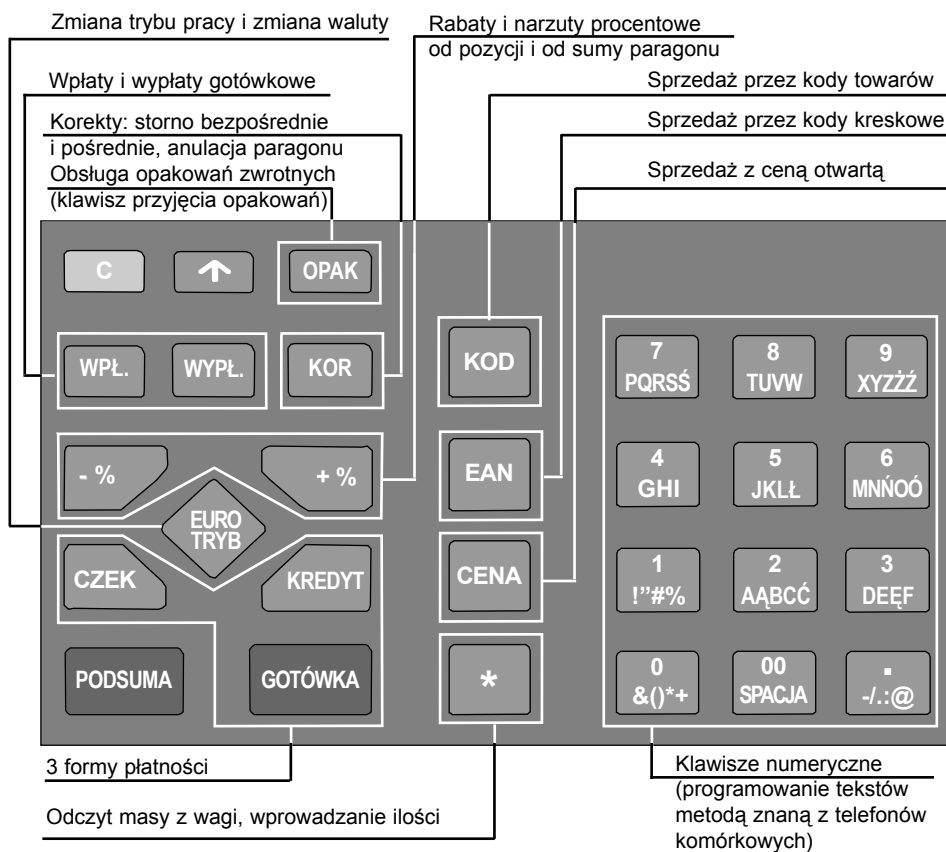 Zmiana trybu pracy i zmiana waluty
Rabaty i narzuty procentowe
od pozycji i od sumy paragonu
Wpłaty i wypłaty gotówkowe
Sprzedaż przez kody towarów
Korekty: storno bezpośrednie
i pośrednie, anulacja paragonu
Sprzedaż przez kody kreskowe
Obsługa opakowań zwrotnych
(klawisz przyjęcia opakowań)
Sprzedaż z ceną otwartą
C
OPAK
WPŁ.
WYPŁ.
KOR
KOD
7
PQRSŚ
8
TUVW
9
XYZŻŹ
- %
+ %
EAN
4
GHI
5
JKLŁ
6
MNŃOÓ
EURO
TRYB
CZEK
KREDYT
CENA
1
!”#%
2
AĄBCĆ
3
DEĘF
PODSUMA
GOTÓWKA
*
0
&()*+
00
SPACJA
.
-/.:@
3 formy płatności
Odczyt masy z wagi, wprowadzanie ilości
Klawisze numeryczne
(programowanie tekstów
metodą znaną z telefonów
komórkowych)